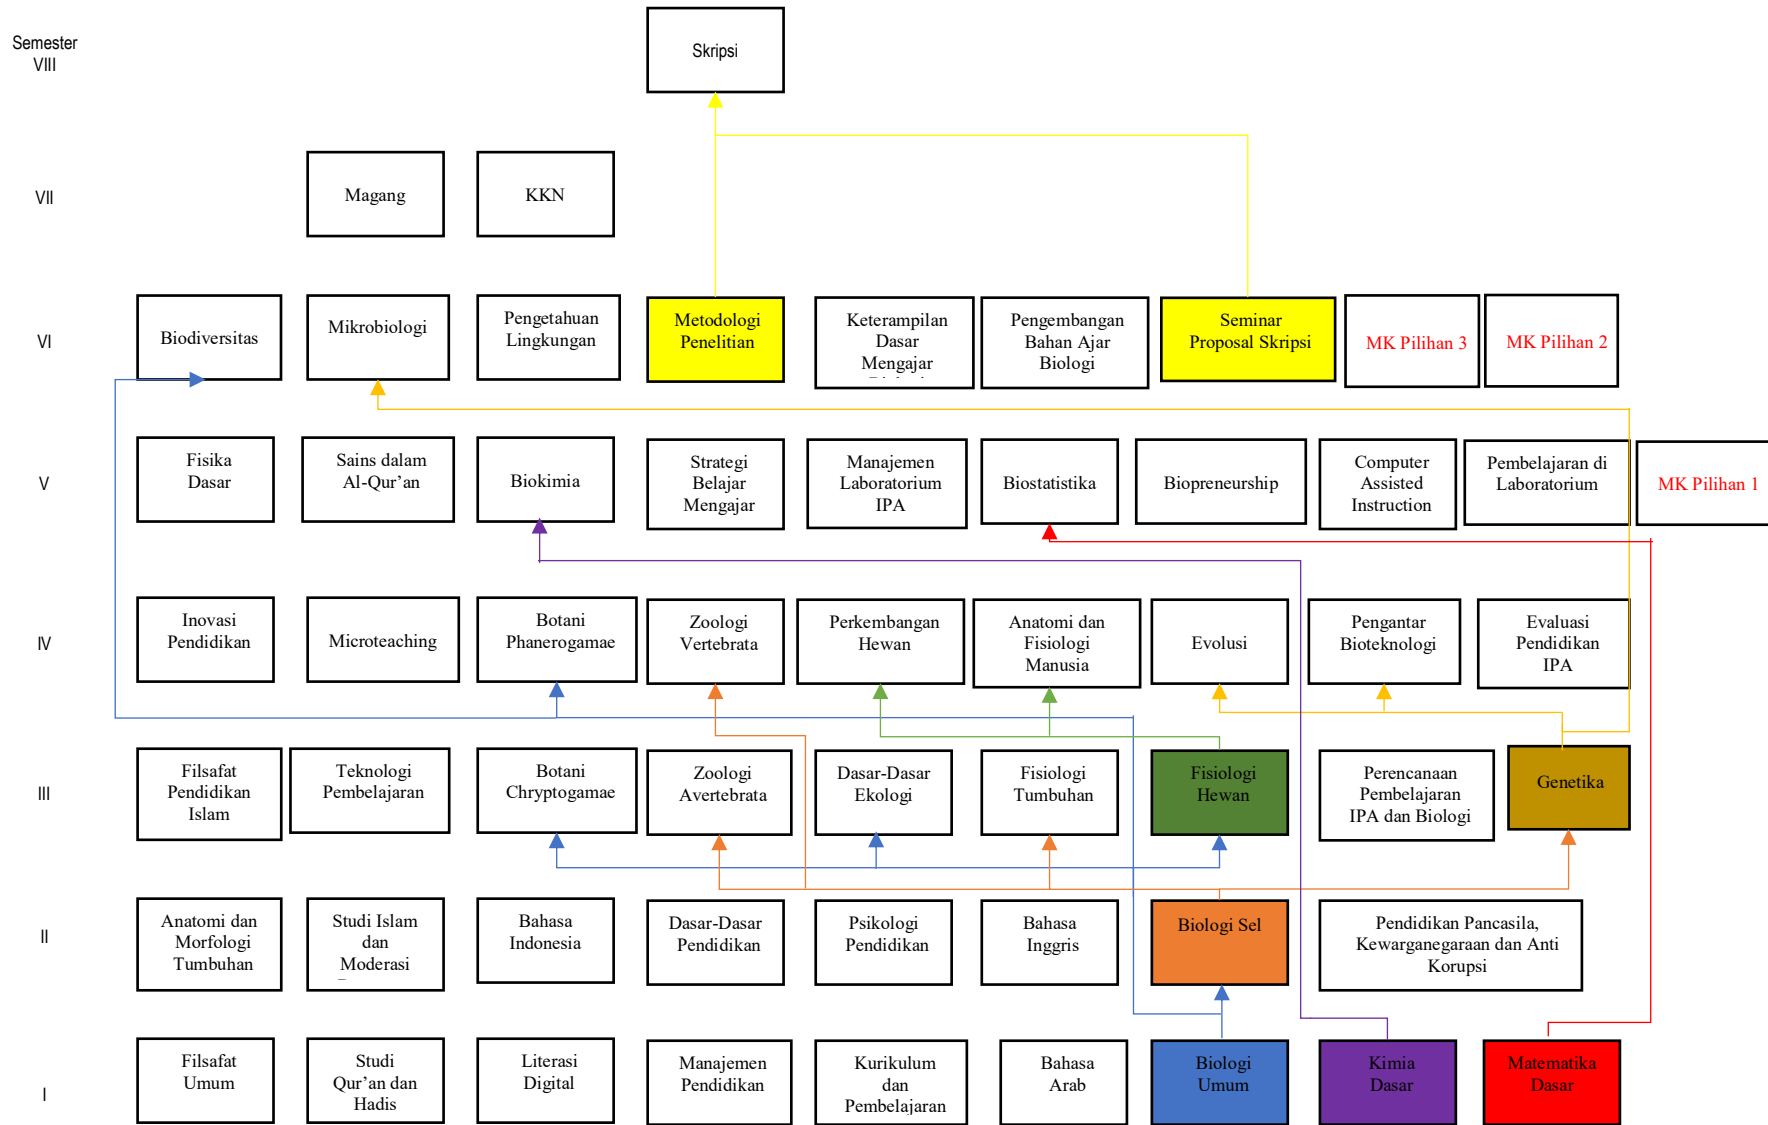 Semester
VIII
Skripsi
VII
Magang
KKN
VI
Biodiversitas
Mikrobiologi
Pengetahuan
Lingkungan
Metodologi
Penelitian
Keterampilan
Dasar
Mengajar
Pengembangan
Bahan Ajar
Biologi
Seminar
Proposal Skripsi
MK Pilihan 3
MK Pilihan 2
V
Fisika
Dasar
Sains dalam
Al-Qur’an
Biokimia
Strategi
Belajar
Mengajar
Manajemen
Laboratorium
IPA
Biostatistika
Biopreneurship
Computer
Assisted
Instruction
Pembelajaran di
Laboratorium
MK Pilihan 1
IV
Inovasi
Pendidikan
Microteaching
Botani
Phanerogamae
Zoologi
Vertebrata
Perkembangan
Hewan
Anatomi dan
Fisiologi
Manusia
Evolusi
Pengantar
Bioteknologi
Evaluasi
Pendidikan
IPA
III
Filsafat
Pendidikan
Islam
Teknologi
Pembelajaran
Botani
Chryptogamae
Zoologi
Avertebrata
Dasar-Dasar
Ekologi
Fisiologi
Tumbuhan
Fisiologi
Hewan
Perencanaan
Pembelajaran
IPA dan Biologi
Genetika
II
Anatomi dan
Morfologi
Tumbuhan
Studi Islam
dan
Moderasi
Bahasa
Indonesia
Dasar-Dasar
Pendidikan
Psikologi
Pendidikan
Bahasa
Inggris
Biologi Sel
Pendidikan Pancasila,
Kewarganegaraan dan Anti
Korupsi
I
Filsafat
Umum
Studi
Qur’an dan
Hadis
Literasi
Digital
Manajemen
Pendidikan
Kurikulum
dan
Pembelajaran
Bahasa
Arab
Biologi
Umum
Kimia
Dasar
Matematika
Dasar